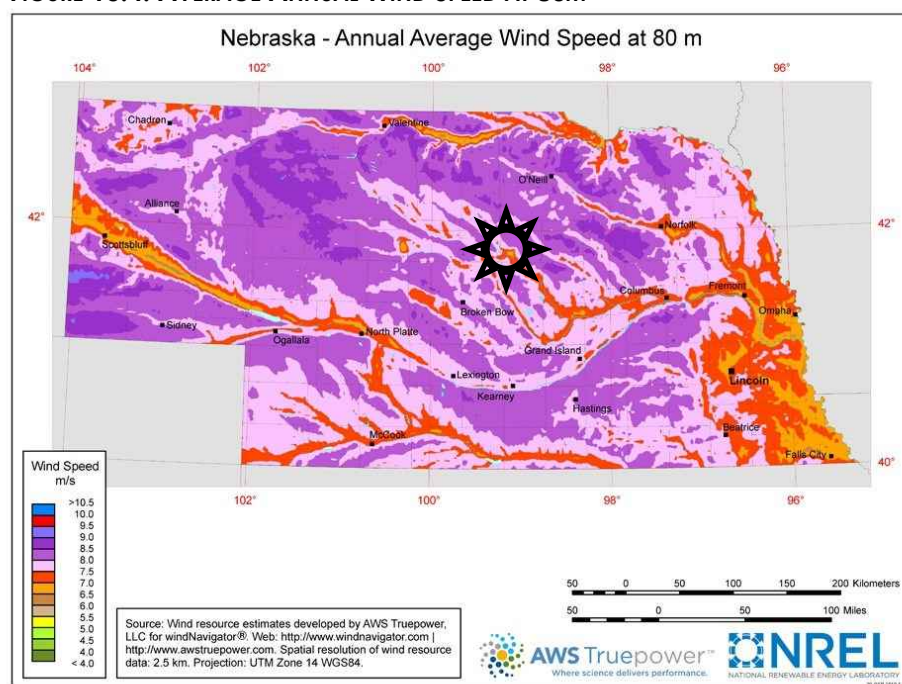 Nebraska - Annual Average Wind Speed at 80 m
104° 102° 100° 98° 96°
Chadron
Valentine
O'Neill
Alliance
42° 42°
Norfolk
Scottsbluff
Columbus
Fremont
Broken Bow
Omaha
Sidney
Ogallala
North Platte
Grand Island
Lexington
Lincoln
Kearney
Hastings
McCook
Beatrice
Falls City
40°
102° 100° 98° 96°
Wind Speed
m/s
>10.5
10.0
9.5
9.0
8.5
8.0
7.5
7.0
6.5
6.0
5.5
5.0
4.5
4.0
< 4.0
50 0 50 100 150 200 Kilometers
50 0 50 100 Miles
Source: Wind resource estimates developed by AWS Truepower,
LLC for windNavigator®. Web: http://www.windnavigator.com |
http://www.awstruepower.com. Spatial resolution of wind resource
data: 2.5 km. Projection: UTM Zone 14 WGS84.
AWS Truepower™
Where science delivers performance.
NREL
NATIONAL RENEWABLE ENERGY LABORATORY